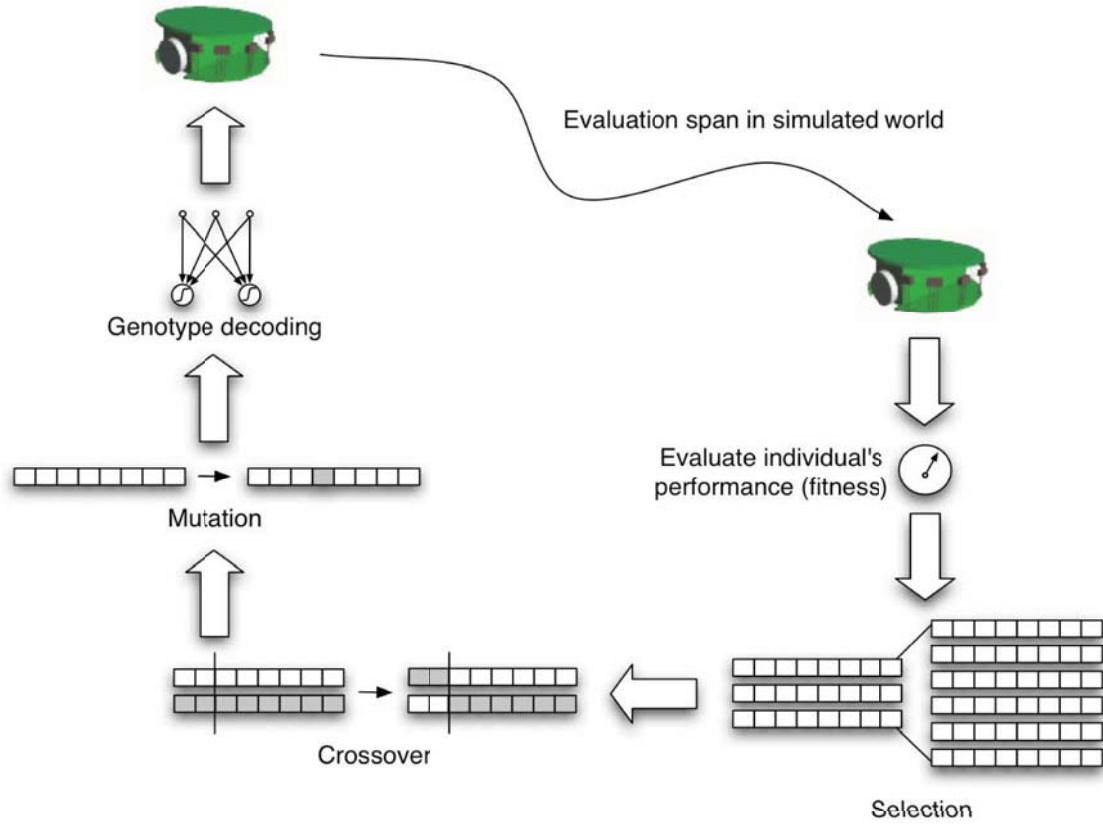 Evaluation span in simulated world
Genotype decoding
Evaluate individual's
performance (fitness)
Mutation
Crossover
Selection